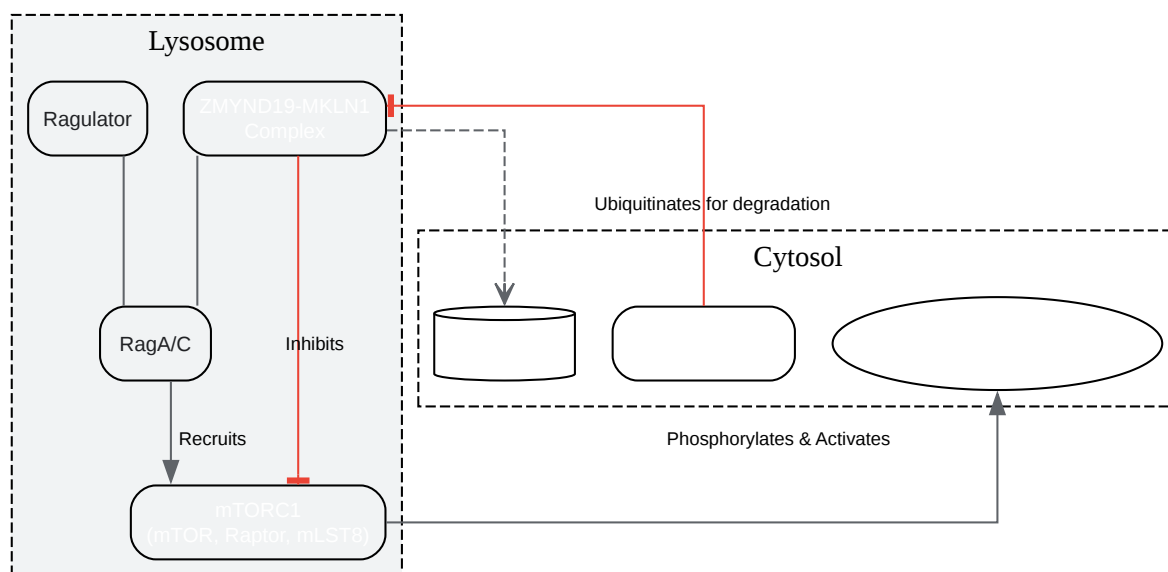 Lysosome
Ragulator
ZMYND19-MKLN1
Complex
Ubiquitinates for degradation
Cytosol
RagA/C
Inhibits
Recruits
Phosphorylates & Activates
mTORC1
(mTOR, Raptor, mLST8)